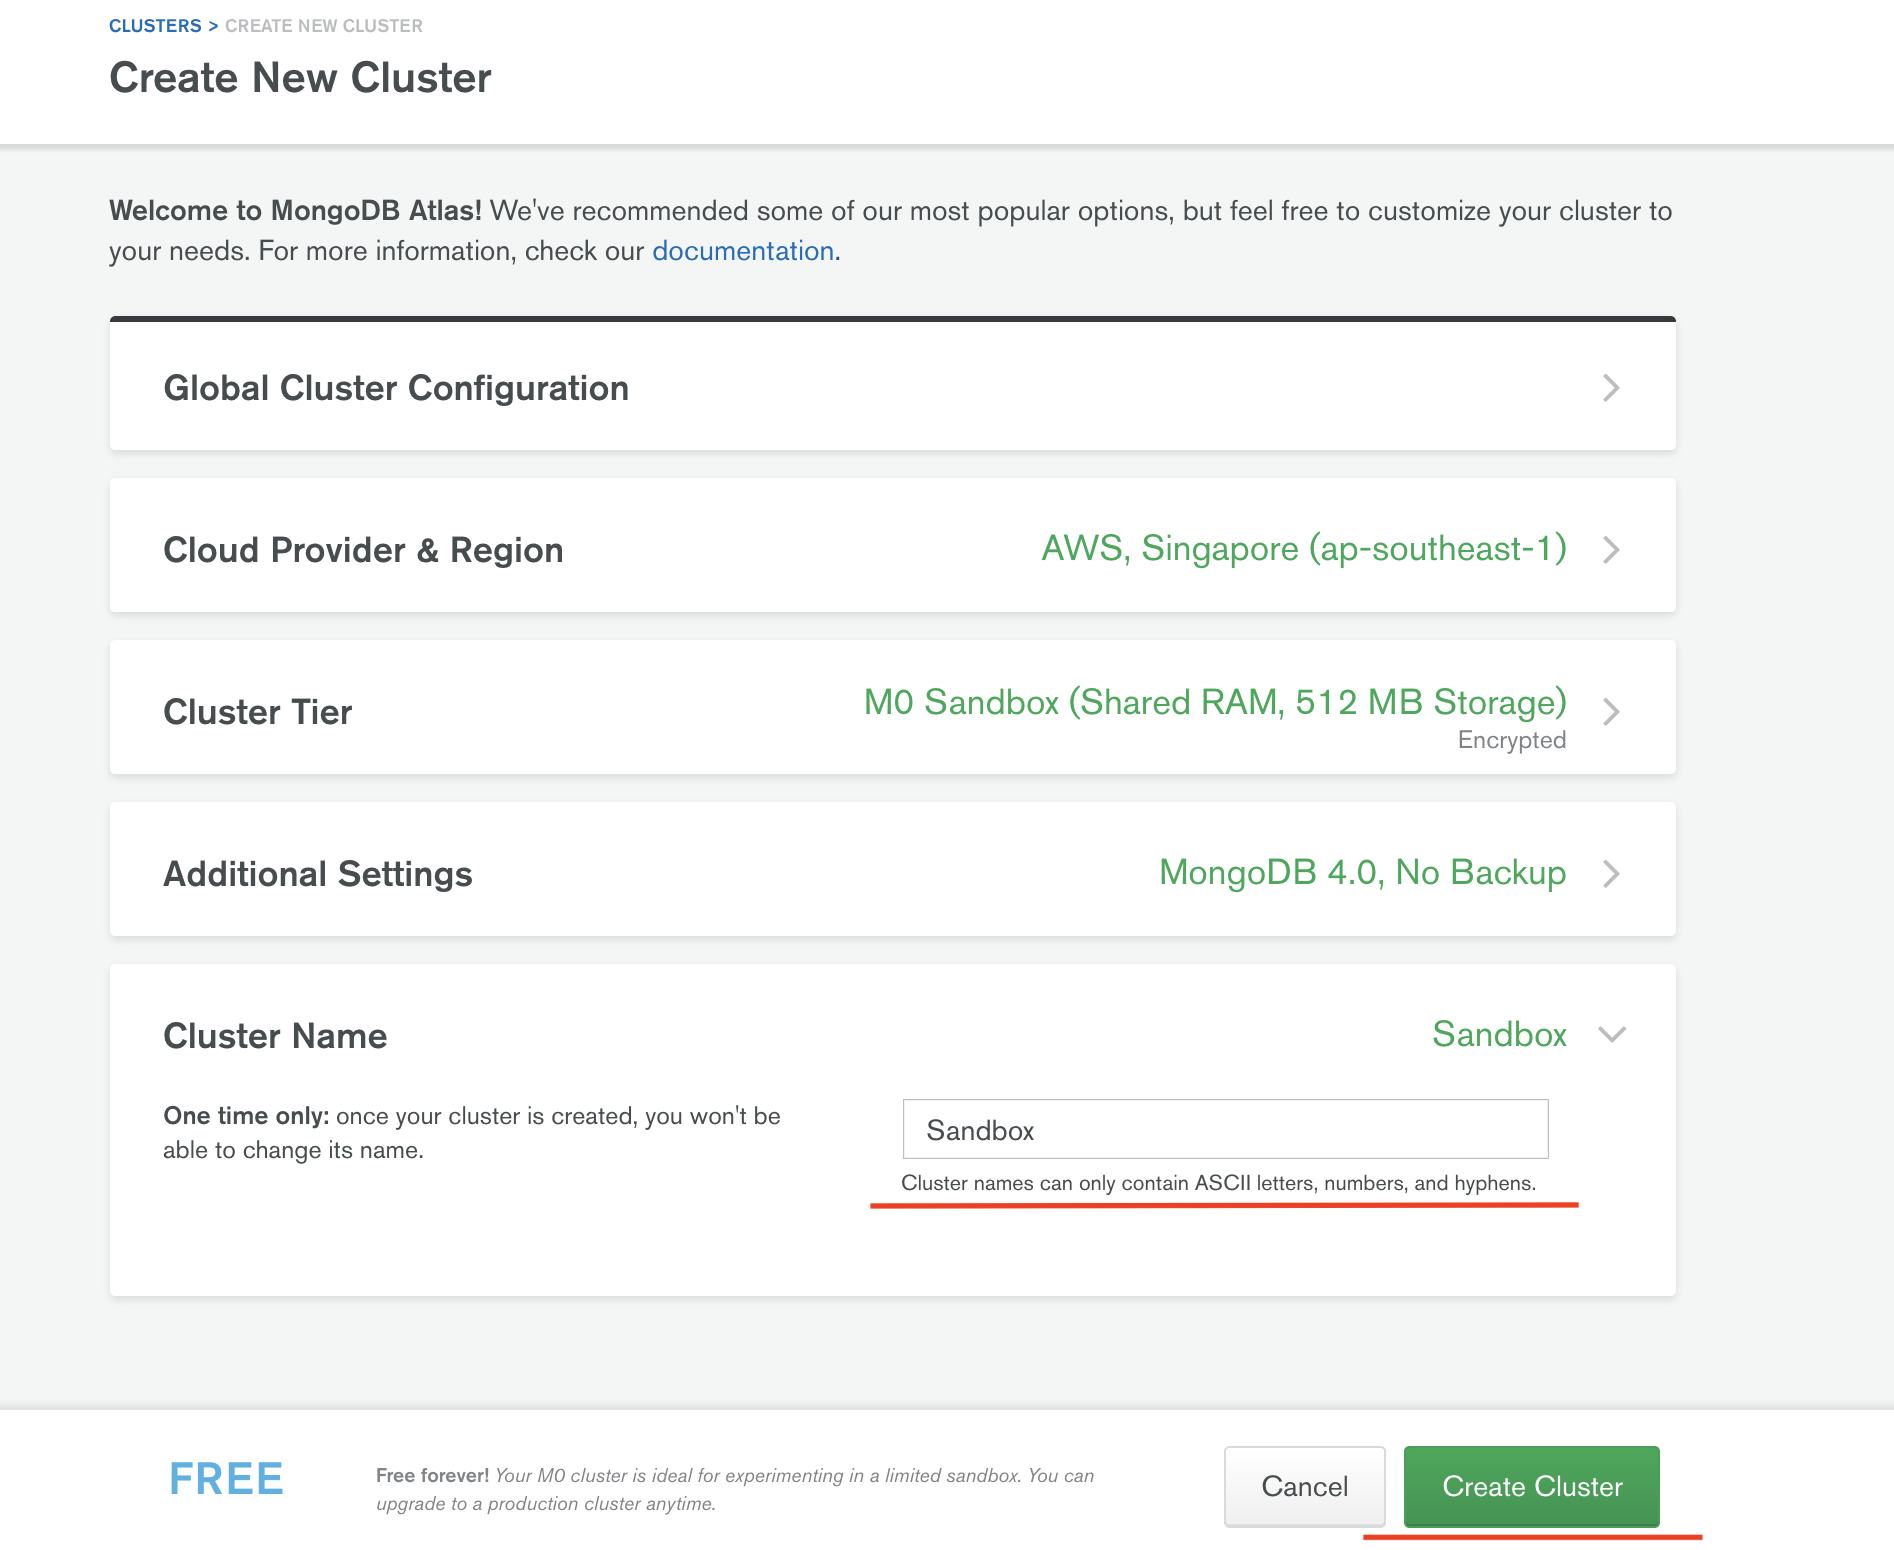 CLUSTERS > CREATE NEW CLUSTER
Create New Cluster
Welcome to MongoDB Atlas! We've recommended some of our most popular options, but feel free to customize your cluster to
your needs. For more information, check our documentation.
Global Cluster Configuration
Cloud Provider & Region
AWS, Singapore (ap-southeast-1)
Cluster Tier
M0 Sandbox (Shared RAM, 512 MB Storage)
Encrypted
Additional Settings
MongoDB 4.0, No Backup
Cluster Name
Sandbox
One time only: once your cluster is created, you won't be
able to change its name.
Sandbox
Cluster names can only contain ASCII letters, numbers, and hyphens.
FREE
Free forever! Your M0 cluster is ideal for experimenting in a limited sandbox. You can
upgrade to a production cluster anytime.
Cancel
Create Cluster